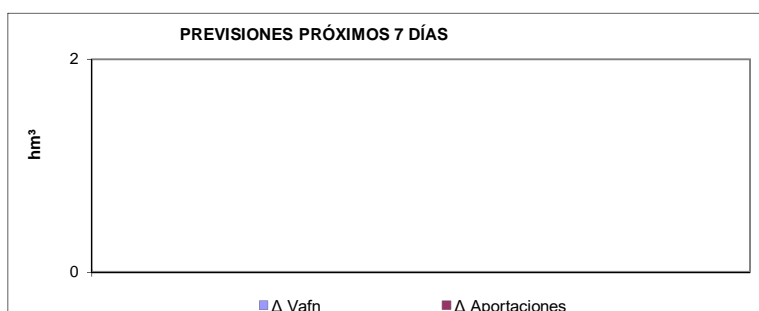 PREVISIONES PRÓXIMOS 7 DÍAS
2
hm³
0
Δ Vafn Δ Aportaciones